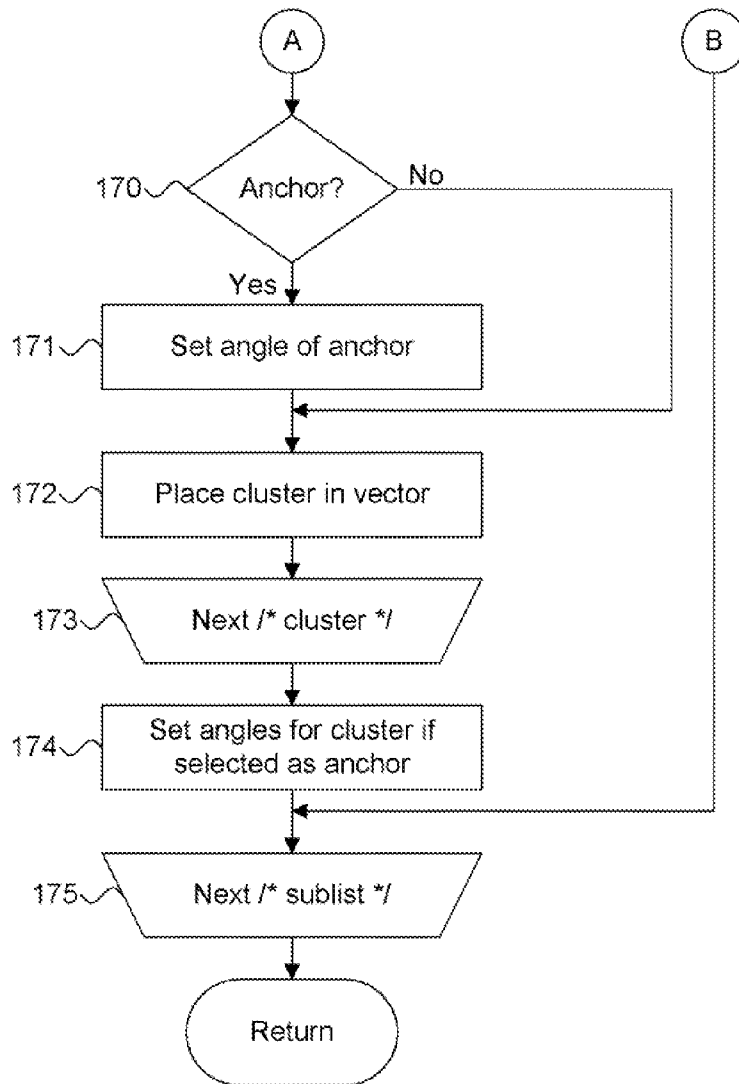 A
B
170
Anchor?
No
Yes
171
Set angle of anchor
172
Place cluster in vector
173
Next /* cluster */
174
Set angles for cluster if
selected as anchor
175
Next /* sublist */
Return